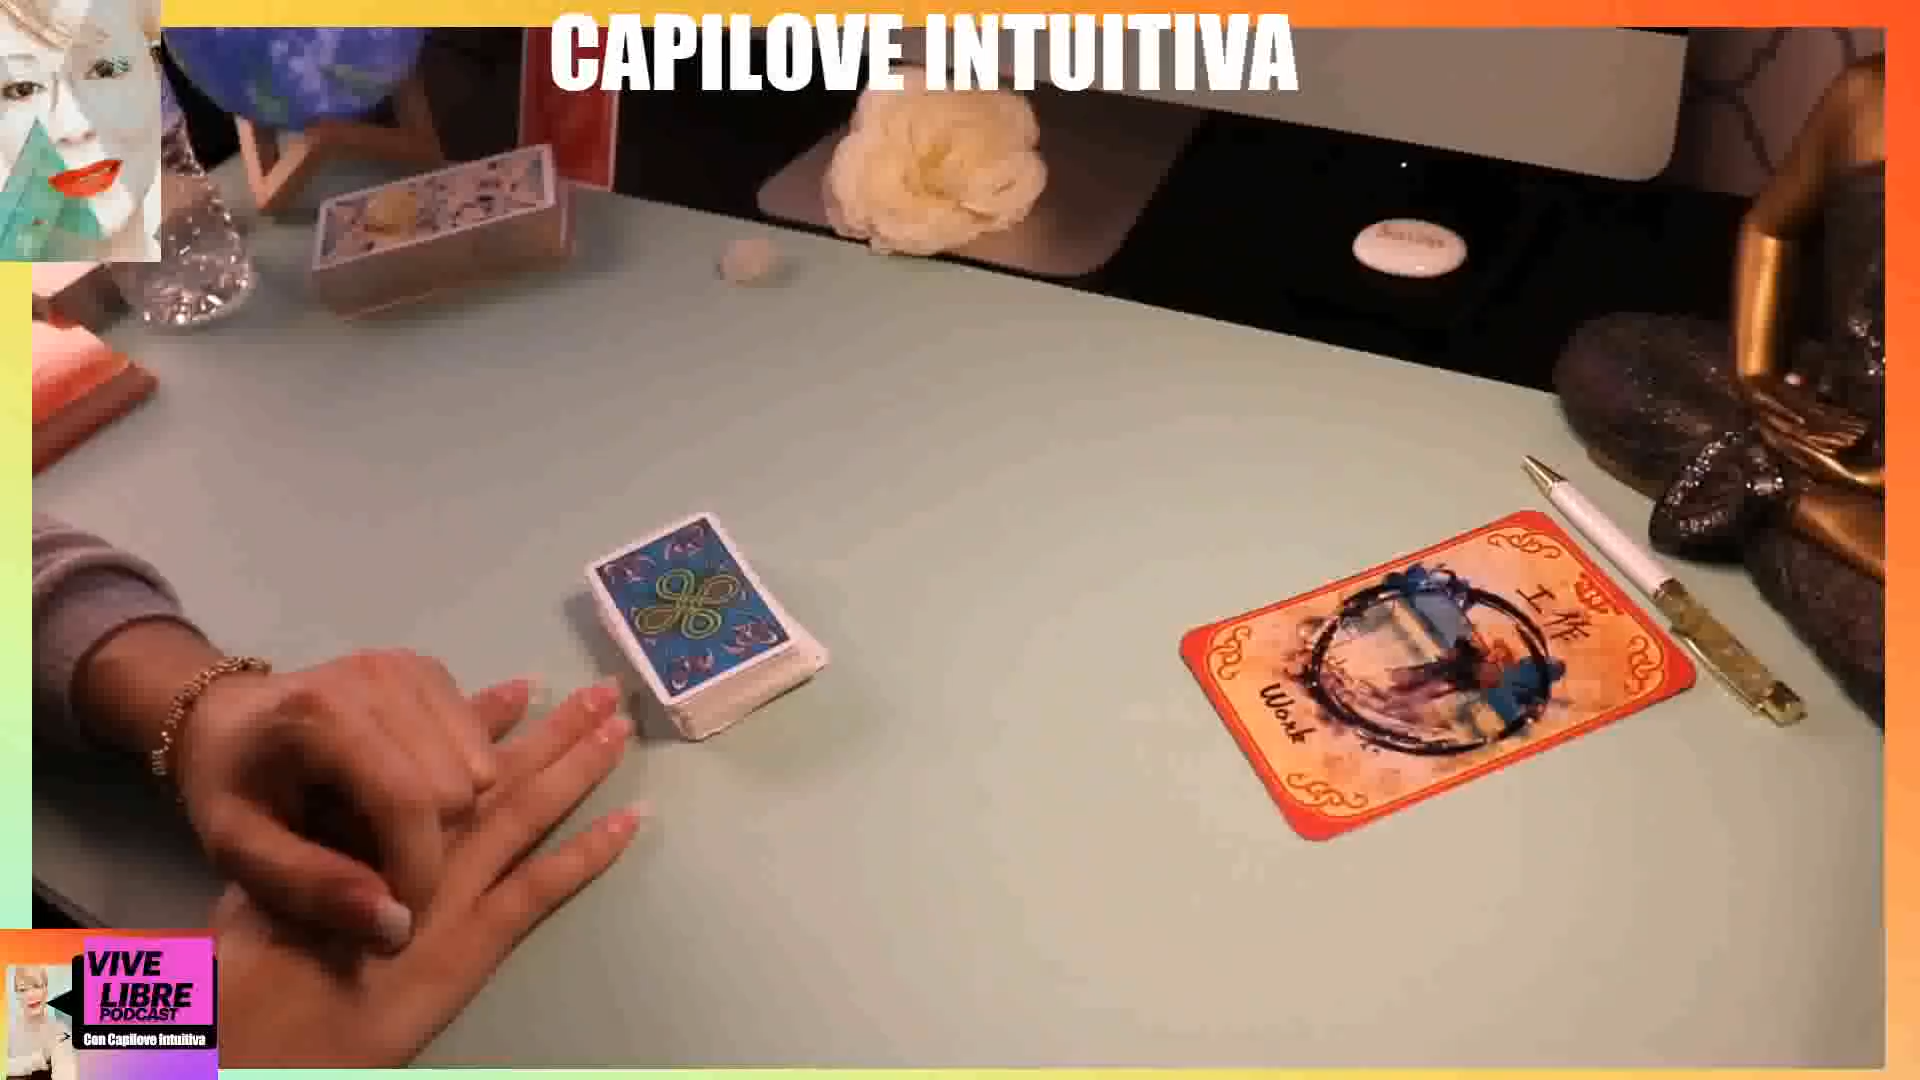 CAPILOVE INTUITIVA
工作
Work
VIVE
LIBRE
PODCAST
Con Capilove Intuitiva